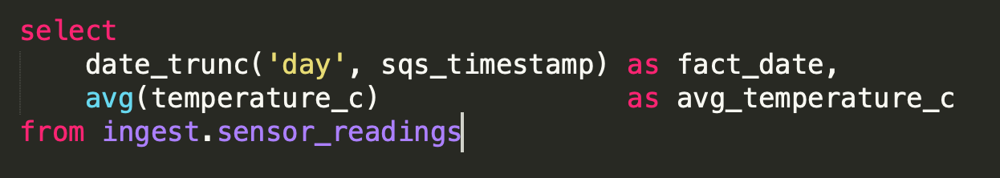 select
    date_trunc('day', sqs_timestamp) as fact_date,
    avg(temperature_c)               as avg_temperature_c
from ingest.sensor_readings